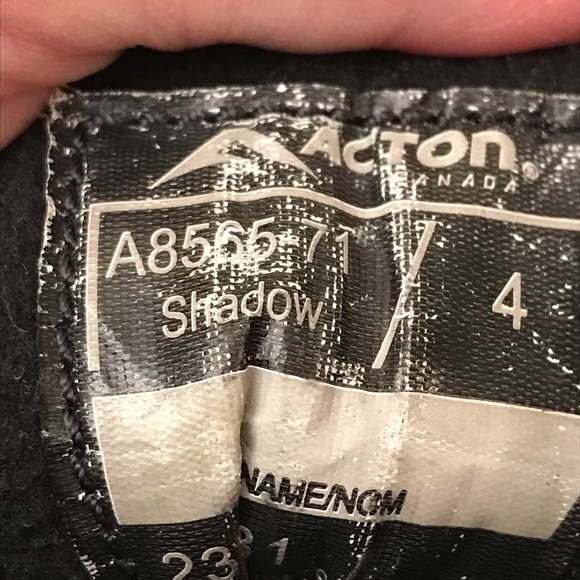 ACTON®
CANADA
A8565-71 / 4
Shadow
NAME/NOM